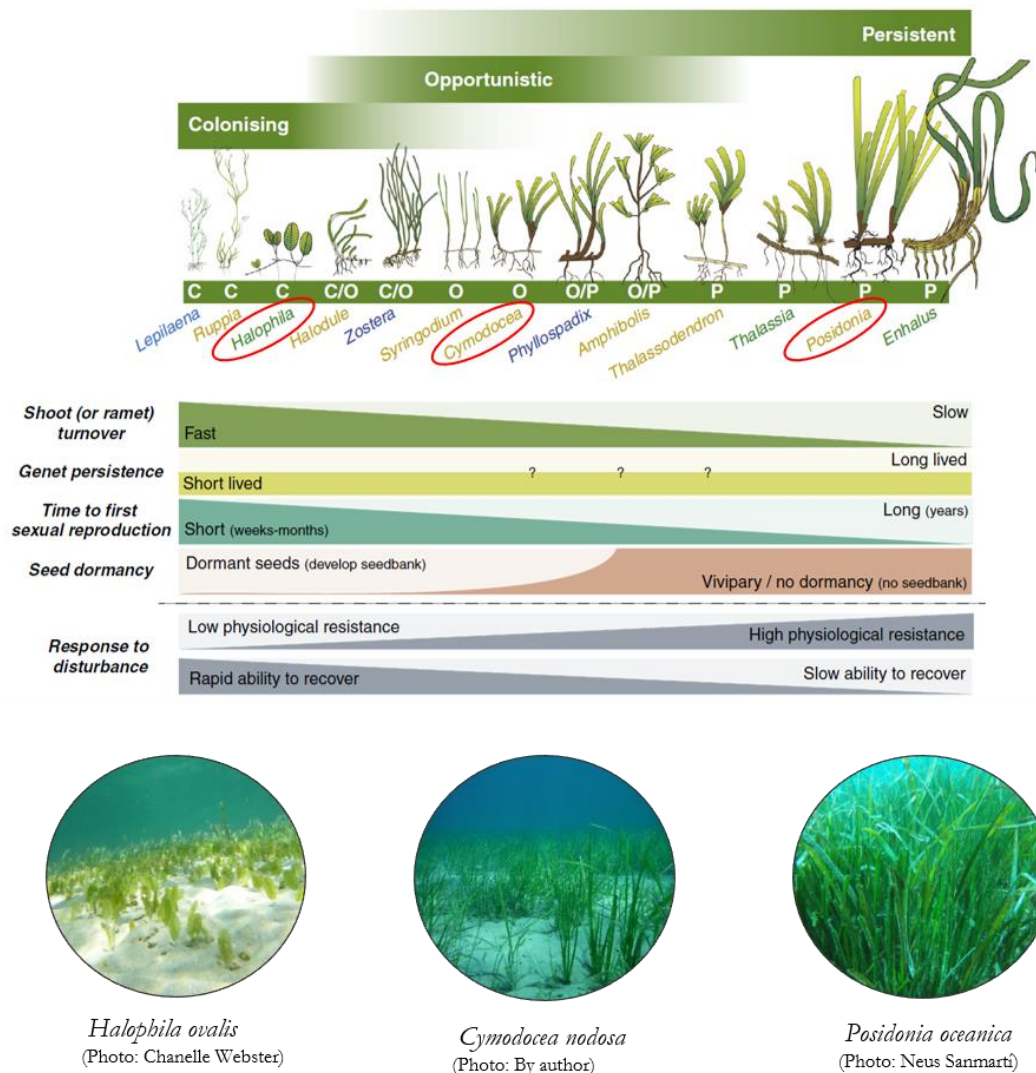 Persistent
Opportunistic
Colonising
C C C C/O C/O O O O/P O/P P P P P
Lepilaena
Ruppia
Halophila
Halodule
Zostera
Syringodium
Cymodocea
Phyllospadix
Amphibolis
Thalassodendron
Thalassia
Posidonia
Enhalus
Shoot (or ramet)
turnover
Fast
Slow
Genet persistence
Short lived
? ? ?
Long lived
Time to first
sexual reproduction
Short (weeks-months)
Long (years)
Seed dormancy
Dormant seeds (develop seedbank)
Vivipary / no dormancy (no seedbank)
Response to
disturbance
Low physiological resistance
High physiological resistance
Rapid ability to recover
Slow ability to recover
Halophila ovalis
(Photo: Chanelle Webster)
Cymodocea nodosa
(Photo: By author)
Posidonia oceanica
(Photo: Neus Sanmartí)